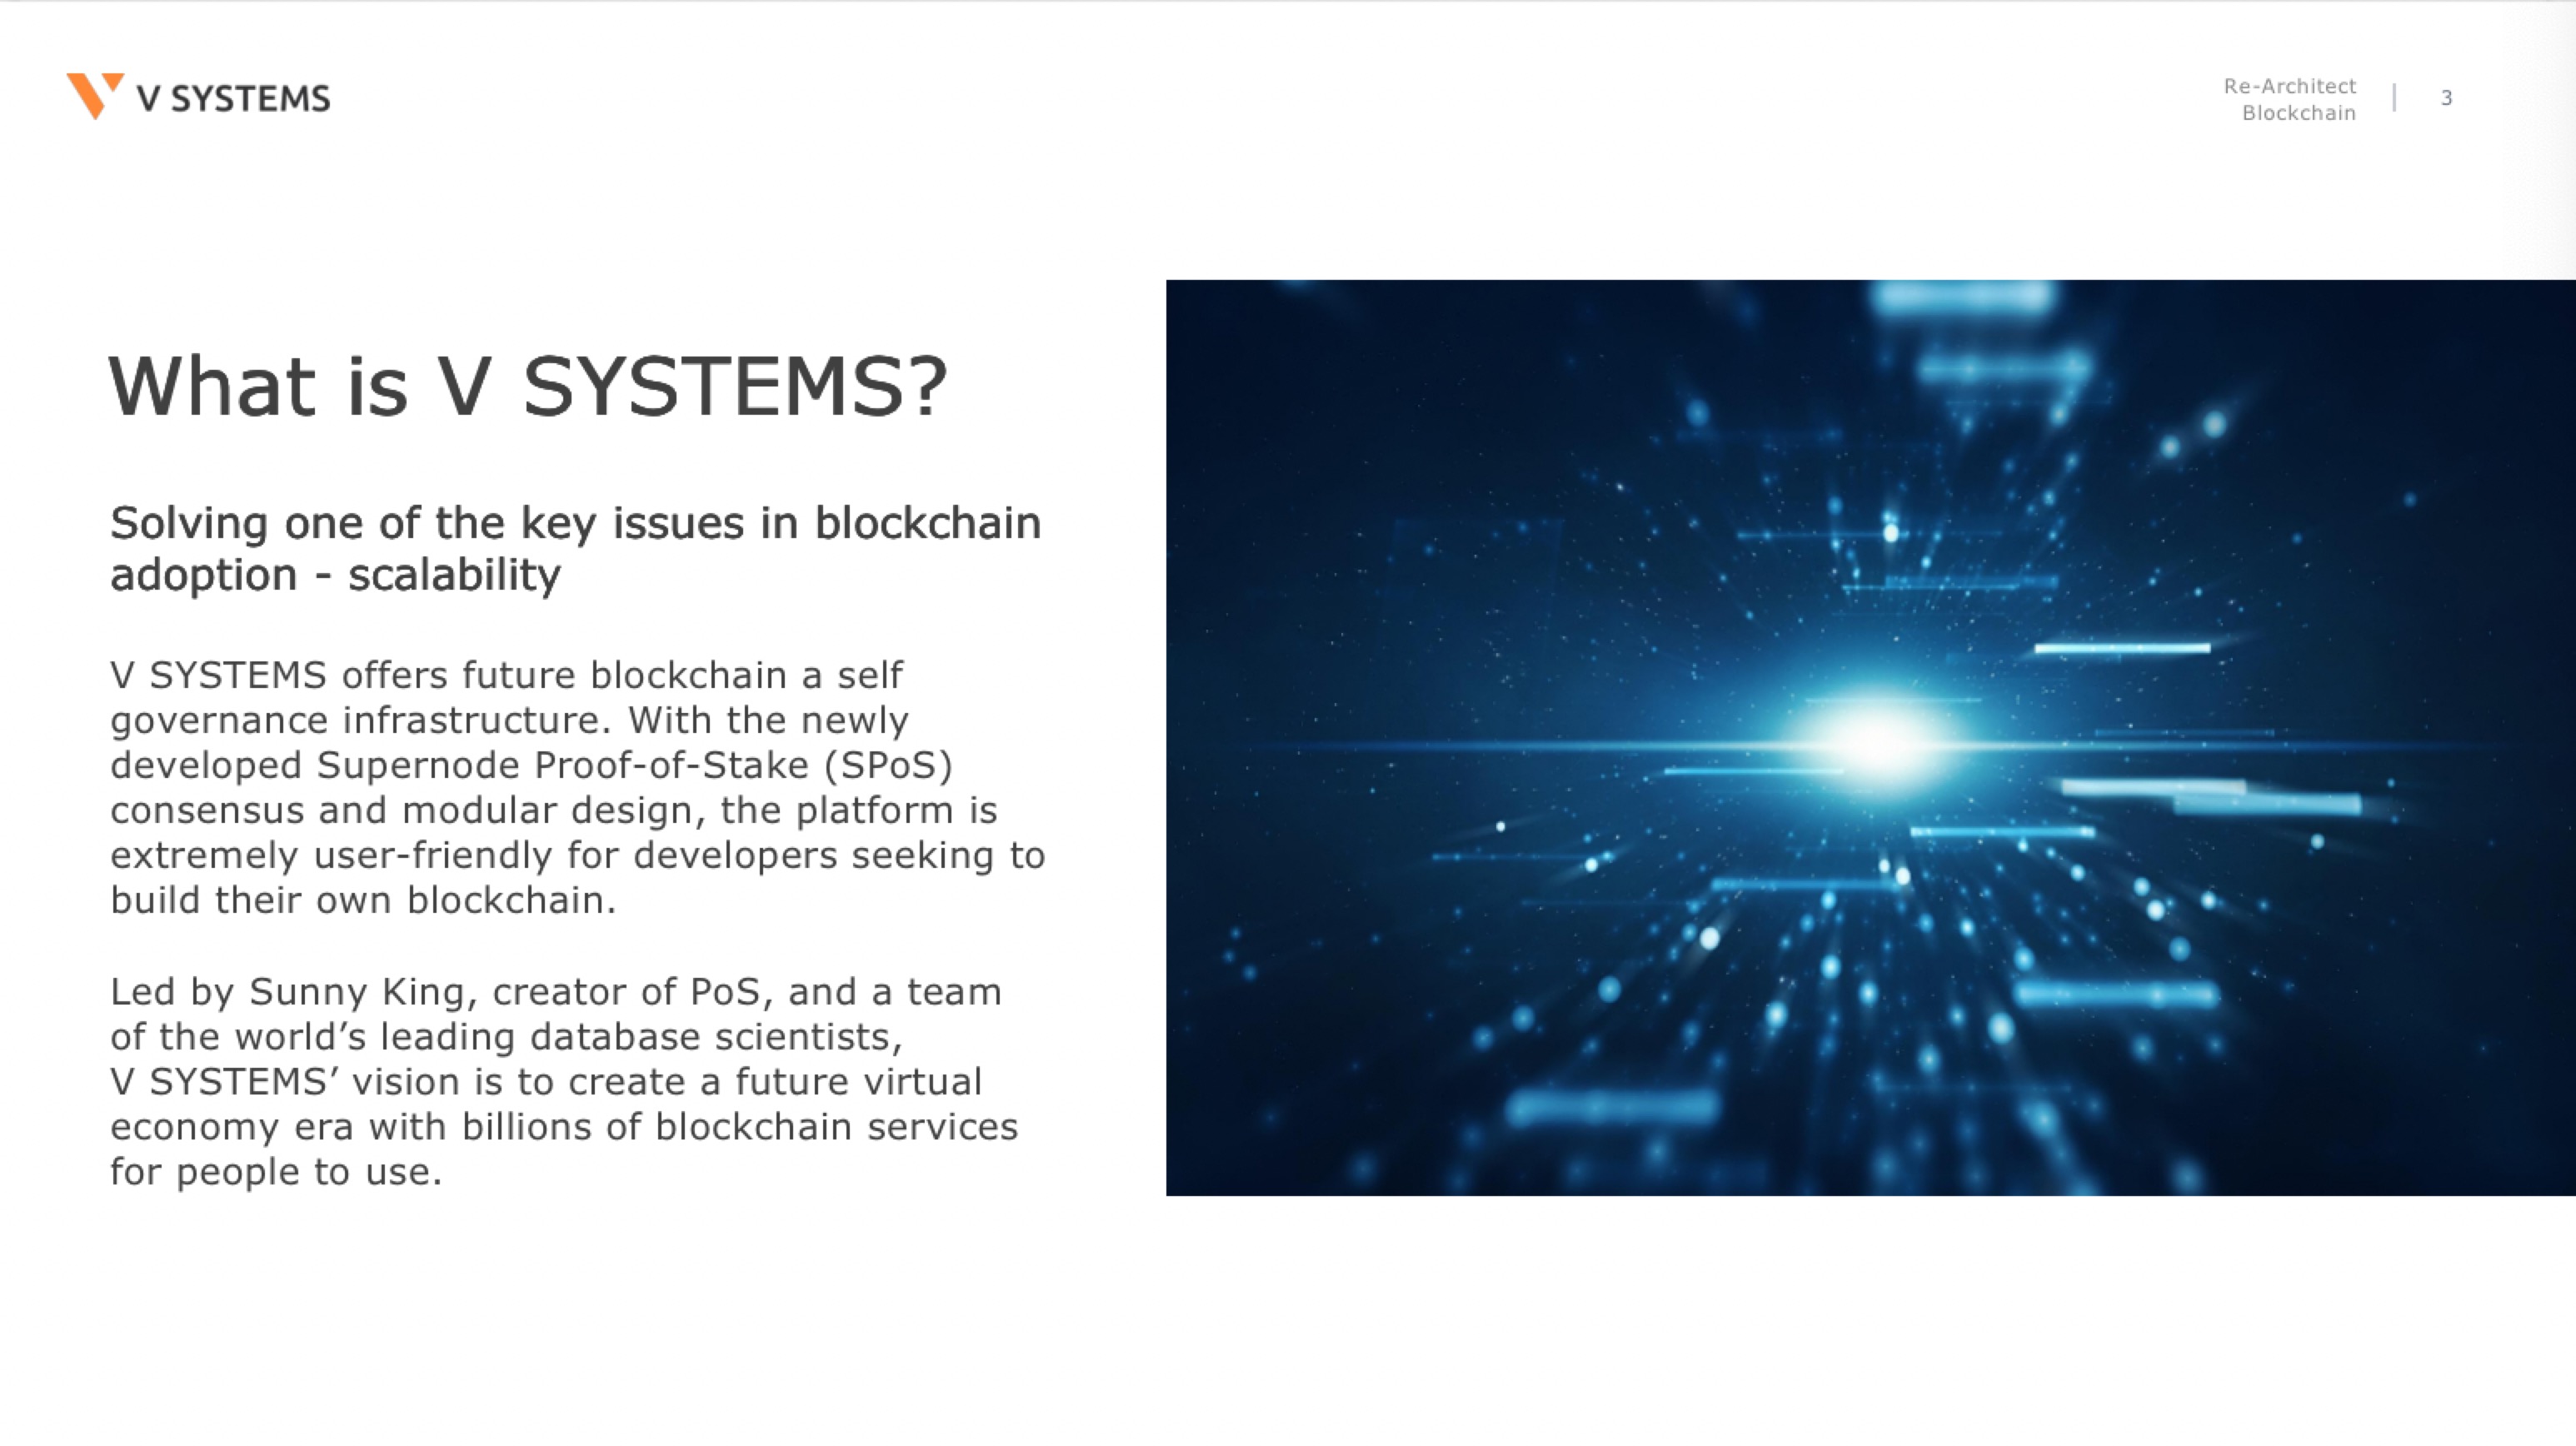 V SYSTEMS
Re-Architect
Blockchain
3
What is V SYSTEMS?
Solving one of the key issues in blockchain
adoption - scalability
V SYSTEMS offers future blockchain a self
governance infrastructure. With the newly
developed Supernode Proof-of-Stake (SPoS)
consensus and modular design, the platform is
extremely user-friendly for developers seeking to
build their own blockchain.
Led by Sunny King, creator of PoS, and a team
of the world’s leading database scientists,
V SYSTEMS’ vision is to create a future virtual
economy era with billions of blockchain services
for people to use.